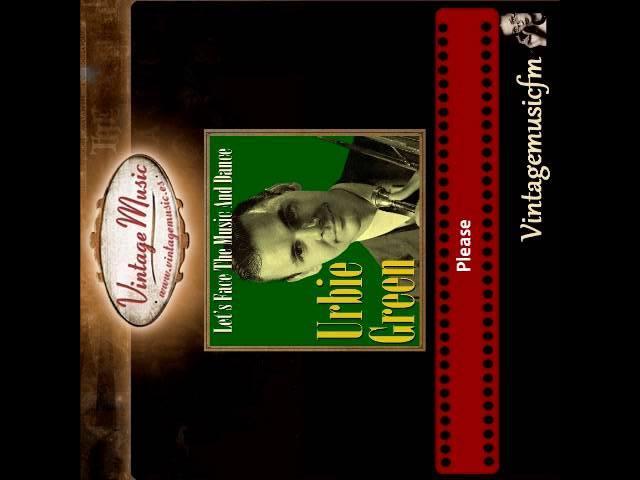 Vintage Music
www.vintagemusic.es
Let's Face The Music And Dance
Urbie
Green
Please
Vintagemusicfm